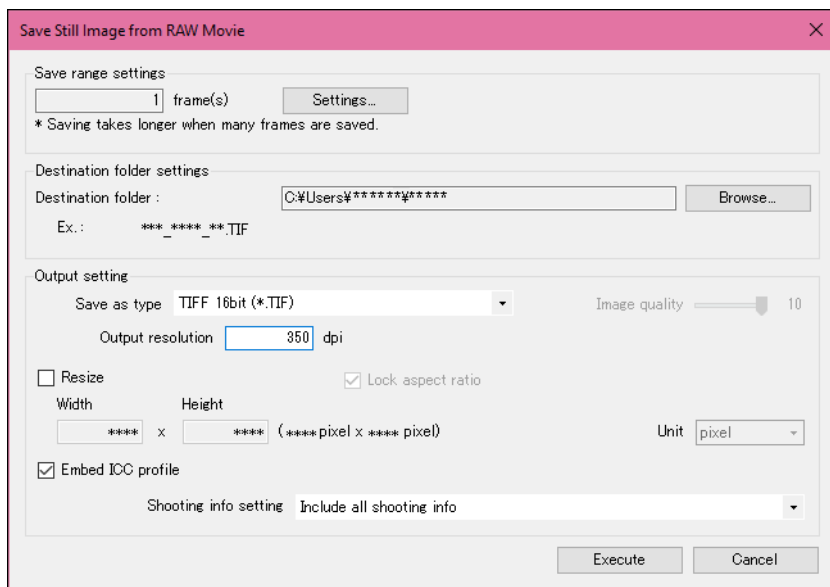 Save Still Image from RAW Movie
Save range settings
1 frame(s) Settings...
* Saving takes longer when many frames are saved.
Destination folder settings
Destination folder : C:¥Users¥******¥***** Browse...
Ex. : ***_****_**.TIF
Output setting
Save as type TIFF 16bit (*.TIF) Image quality 10
Output resolution 350 dpi
Resize Lock aspect ratio
Width Height
**** x **** (****pixel x **** pixel) Unit pixel
Embed ICC profile
Shooting info setting Include all shooting info
Execute Cancel